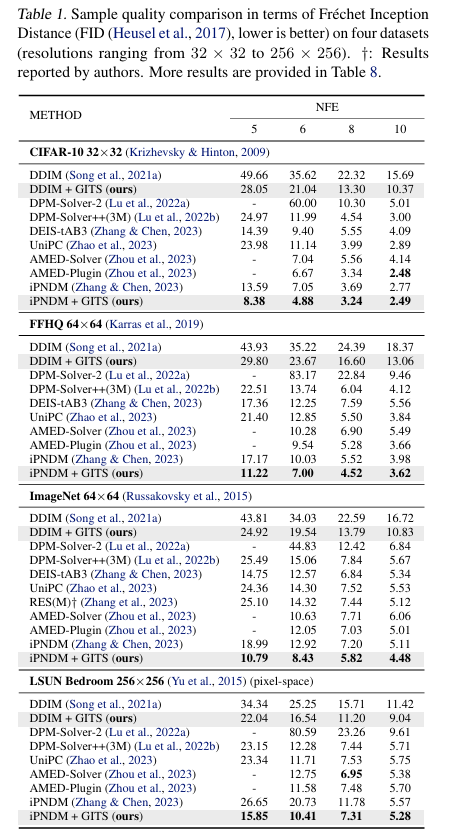 Table 1. Sample quality comparison in terms of Fréchet Inception
Distance (FID (Heusel et al., 2017), lower is better) on four datasets
(resolutions ranging from 32 × 32 to 256 × 256). †: Results
reported by authors. More results are provided in Table 8.
METHOD NFE
5 6 8 10
CIFAR-10 32×32 (Krizhevsky & Hinton, 2009)
DDIM (Song et al., 2021a) 49.66 35.62 22.32 15.69
DDIM + GITS (ours) 28.05 21.04 13.30 10.37
DPM-Solver-2 (Lu et al., 2022a) - 60.00 10.30 5.01
DPM-Solver++(3M) (Lu et al., 2022b) 24.97 11.99 4.54 3.00
DEIS-tAB3 (Zhang & Chen, 2023) 14.39 9.40 5.55 4.09
UniPC (Zhao et al., 2023) 23.98 11.14 3.99 2.89
AMED-Solver (Zhou et al., 2023) - 7.04 5.56 4.14
AMED-Plugin (Zhou et al., 2023) - 6.67 3.34 2.48
iPNDM (Zhang & Chen, 2023) 13.59 7.05 3.69 2.77
iPNDM + GITS (ours) 8.38 4.88 3.24 2.49
FFHQ 64×64 (Karras et al., 2019)
DDIM (Song et al., 2021a) 43.93 35.22 24.39 18.37
DDIM + GITS (ours) 29.80 23.67 16.60 13.06
DPM-Solver-2 (Lu et al., 2022a) - 83.17 22.84 9.46
DPM-Solver++(3M) (Lu et al., 2022b) 22.51 13.74 6.04 4.12
DEIS-tAB3 (Zhang & Chen, 2023) 17.36 12.25 7.59 5.56
UniPC (Zhao et al., 2023) 21.40 12.85 5.50 3.84
AMED-Solver (Zhou et al., 2023) - 10.28 6.90 5.49
AMED-Plugin (Zhou et al., 2023) - 9.54 5.28 3.66
iPNDM (Zhang & Chen, 2023) 17.17 10.03 5.52 3.98
iPNDM + GITS (ours) 11.22 7.00 4.52 3.62
ImageNet 64×64 (Russakovsky et al., 2015)
DDIM (Song et al., 2021a) 43.81 34.03 22.59 16.72
DDIM + GITS (ours) 24.92 19.54 13.79 10.83
DPM-Solver-2 (Lu et al., 2022a) - 44.83 12.42 6.84
DPM-Solver++(3M) (Lu et al., 2022b) 25.49 15.06 7.84 5.67
DEIS-tAB3 (Zhang & Chen, 2023) 14.75 12.57 6.84 5.34
UniPC (Zhao et al., 2023) 24.36 14.30 7.52 5.53
RES(M)† (Zhang et al., 2023) 25.10 14.32 7.44 5.12
AMED-Solver (Zhou et al., 2023) - 10.63 7.71 6.06
AMED-Plugin (Zhou et al., 2023) - 12.05 7.03 5.01
iPNDM (Zhang & Chen, 2023) 18.99 12.92 7.20 5.11
iPNDM + GITS (ours) 10.79 8.43 5.82 4.48
LSUN Bedroom 256×256 (Yu et al., 2015) (pixel-space)
DDIM (Song et al., 2021a) 34.34 25.25 15.71 11.42
DDIM + GITS (ours) 22.04 16.54 11.20 9.04
DPM-Solver-2 (Lu et al., 2022a) - 80.59 23.26 9.61
DPM-Solver++(3M) (Lu et al., 2022b) 23.15 12.28 7.44 5.71
UniPC (Zhao et al., 2023) 23.34 11.71 7.53 5.75
AMED-Solver (Zhou et al., 2023) - 12.75 6.95 5.38
AMED-Plugin (Zhou et al., 2023) - 11.58 7.48 5.70
iPNDM (Zhang & Chen, 2023) 26.65 20.73 11.78 5.57
iPNDM + GITS (ours) 15.85 10.41 7.31 5.28